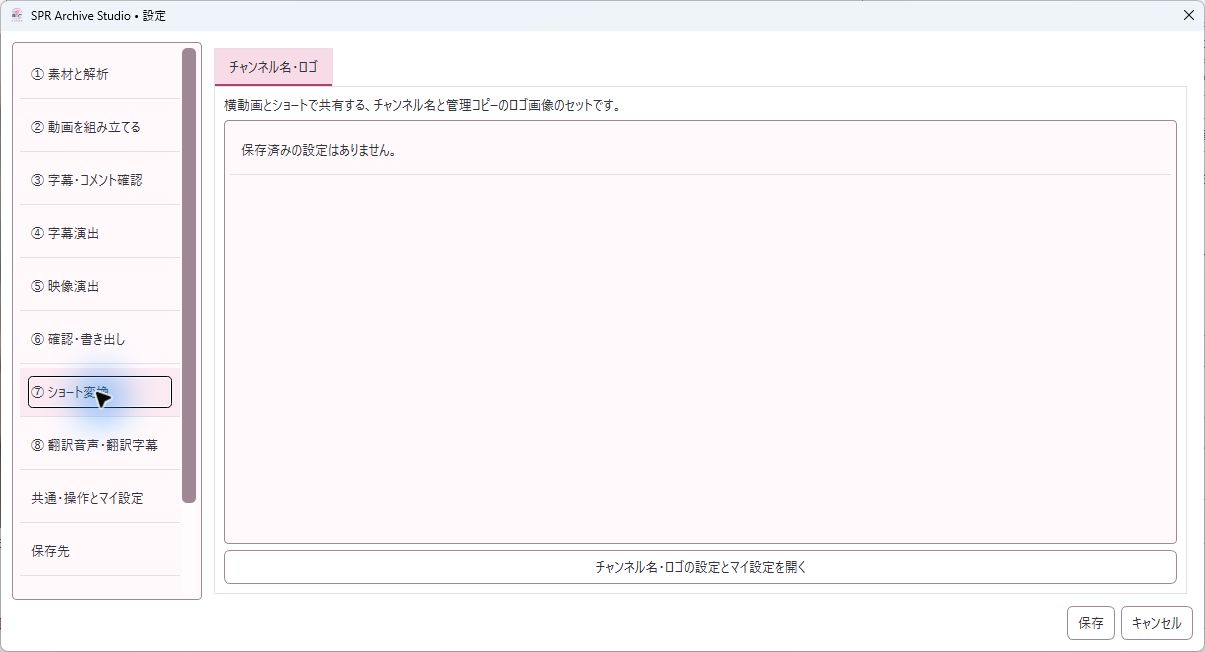 SPR Archive Studio • 設定
① 素材と解析
② 動画を組み立てる
③ 字幕・コメント確認
④ 字幕演出
⑤ 映像演出
⑥ 確認・書き出し
⑦ ショート変換
⑧ 翻訳音声・翻訳字幕
共通・操作とマイ設定
保存先
チャンネル名・ロゴ
横動画とショートで共有する、チャンネル名と管理コピーのロゴ画像のセットです。
保存済みの設定はありません。
チャンネル名・ロゴの設定とマイ設定を開く
保存
キャンセル